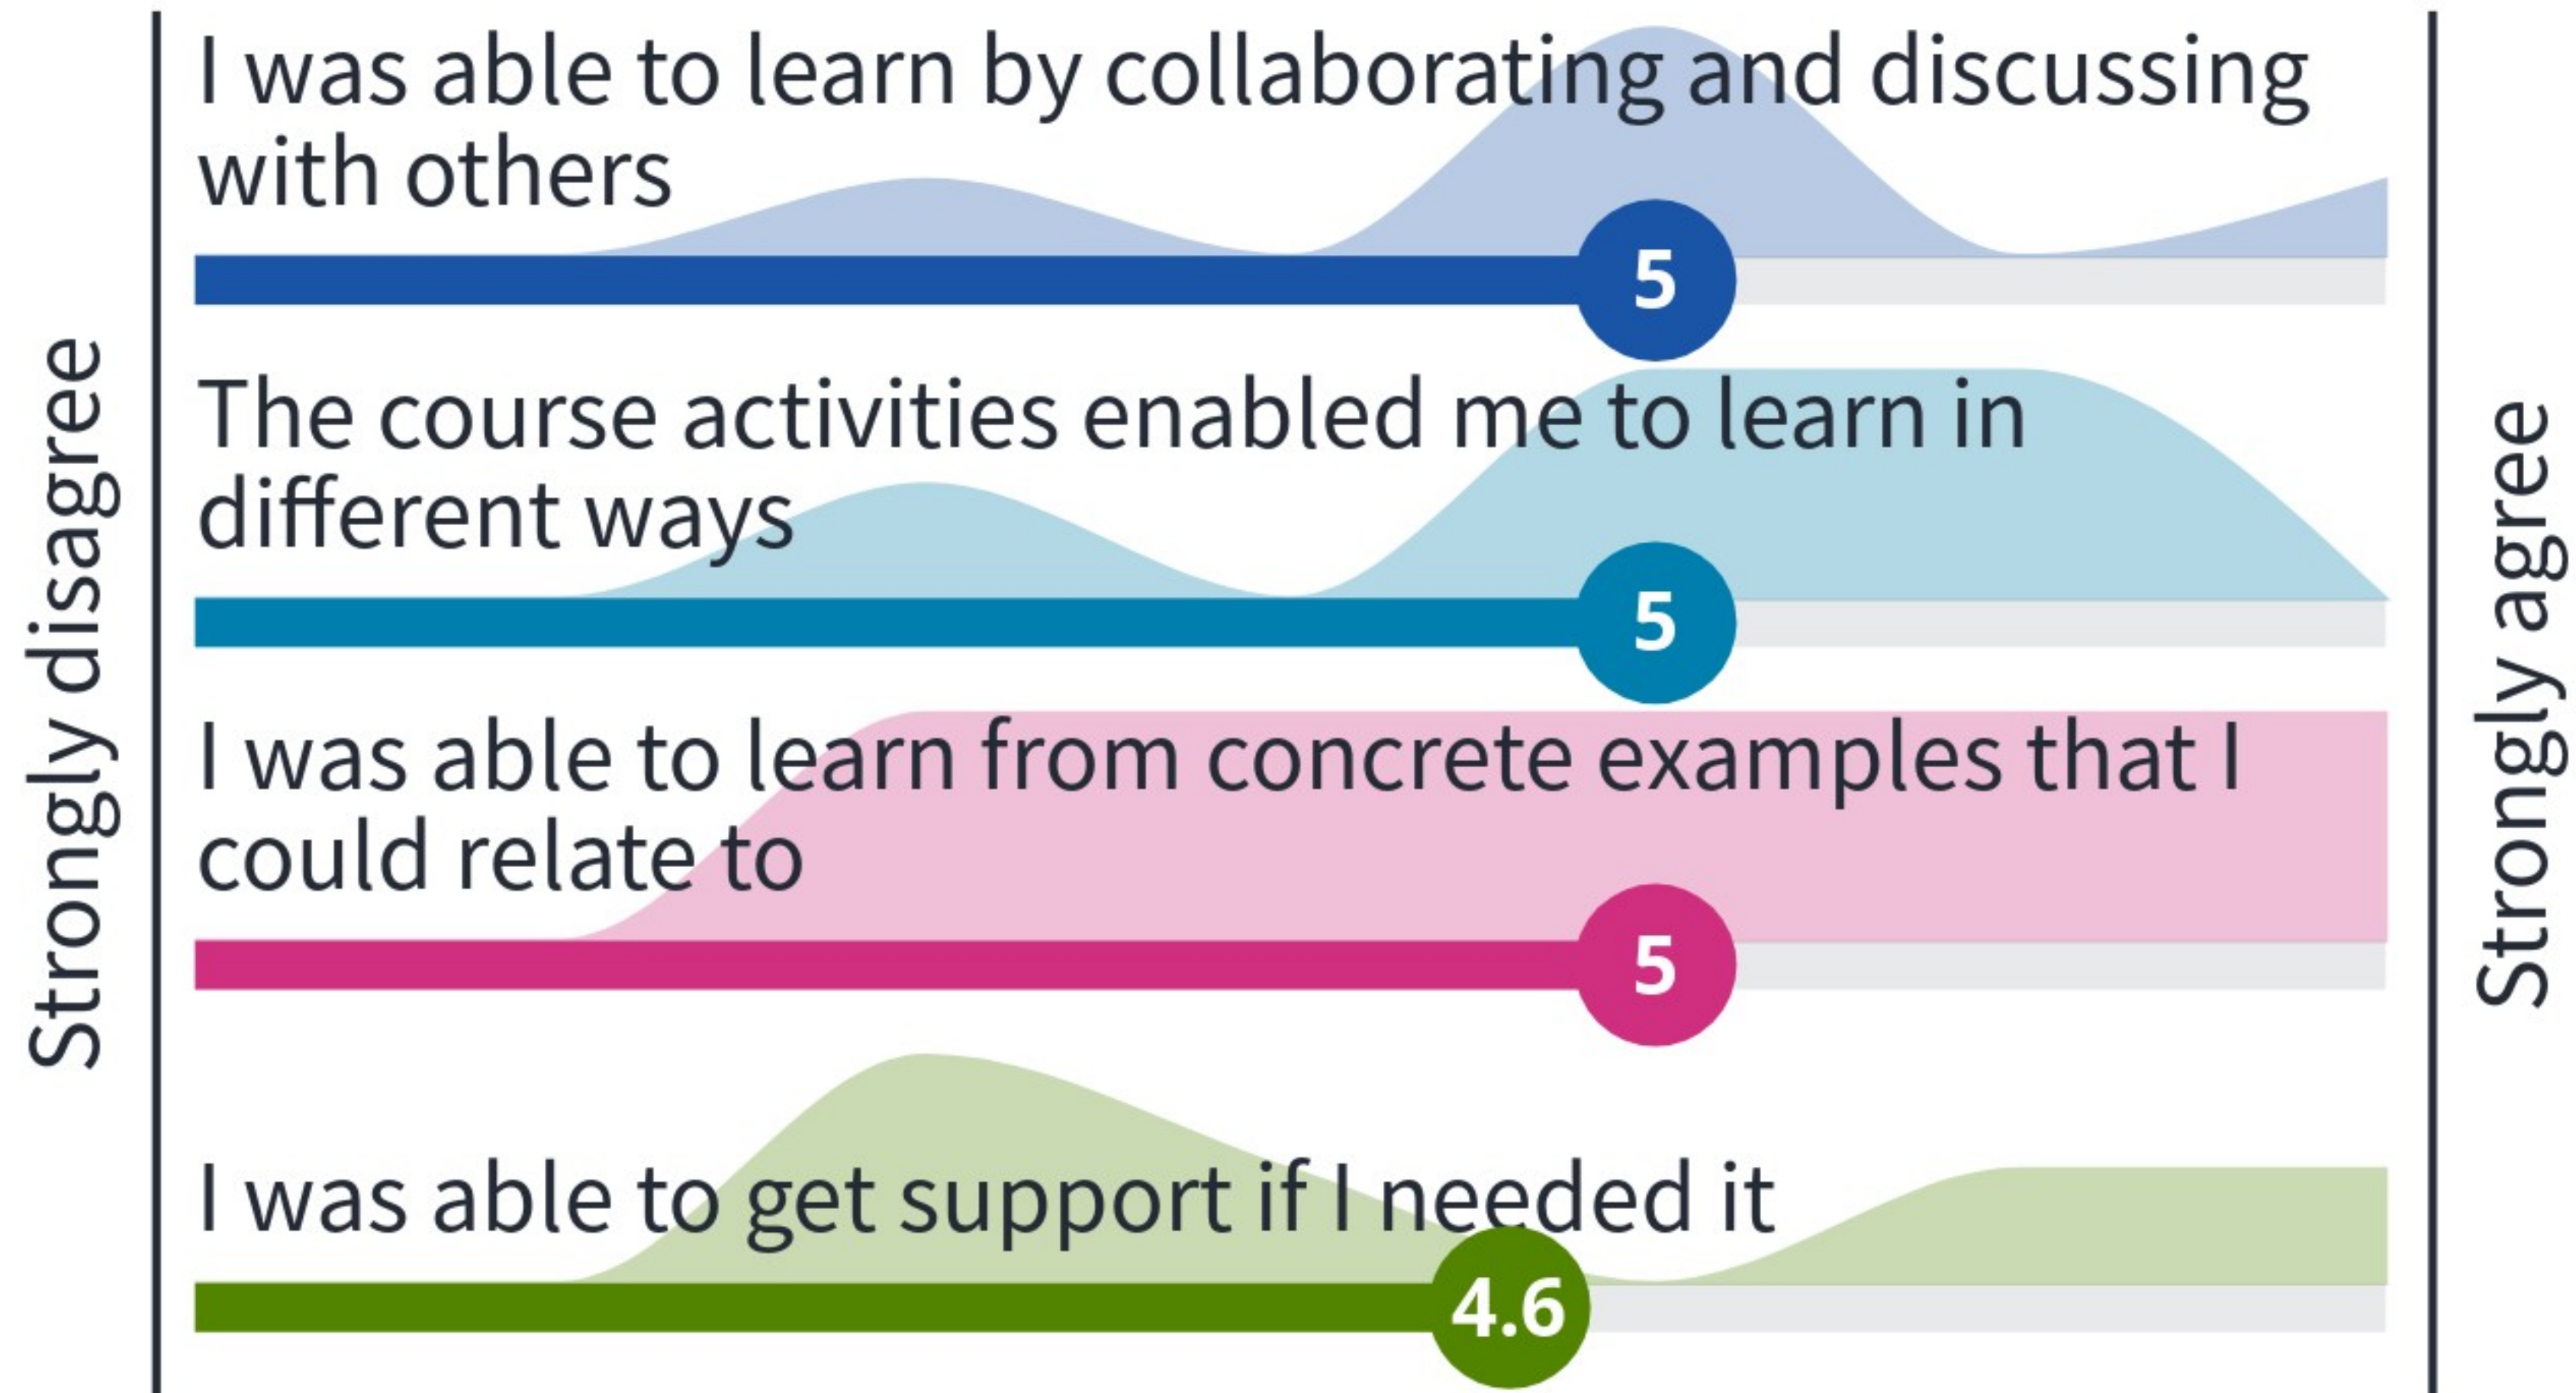 Strongly disagree
I was able to learn by collaborating and discussing
with others
5
The course activities enabled me to learn in
different ways
5
I was able to learn from concrete examples that I
could relate to
5
I was able to get support if I needed it
4.6
Strongly agree